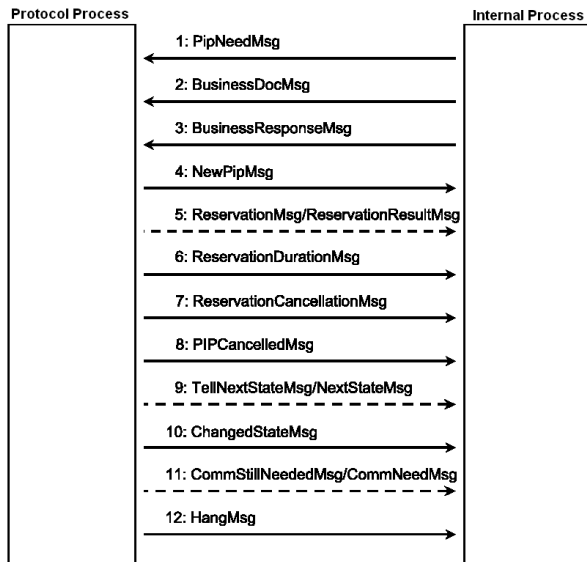 Protocol Process
Internal Process
1: PipNeedMsg
2: BusinessDocMsg
3: BusinessResponseMsg
4: NewPipMsg
5: ReservationMsg/ReservationResultMsg
6: ReservationDurationMsg
7: ReservationCancellationMsg
8: PIPCancelledMsg
9: TellNextStateMsg/NextStateMsg
10: ChangedStateMsg
11: CommStillNeededMsg/CommNeedMsg
12: HangMsg